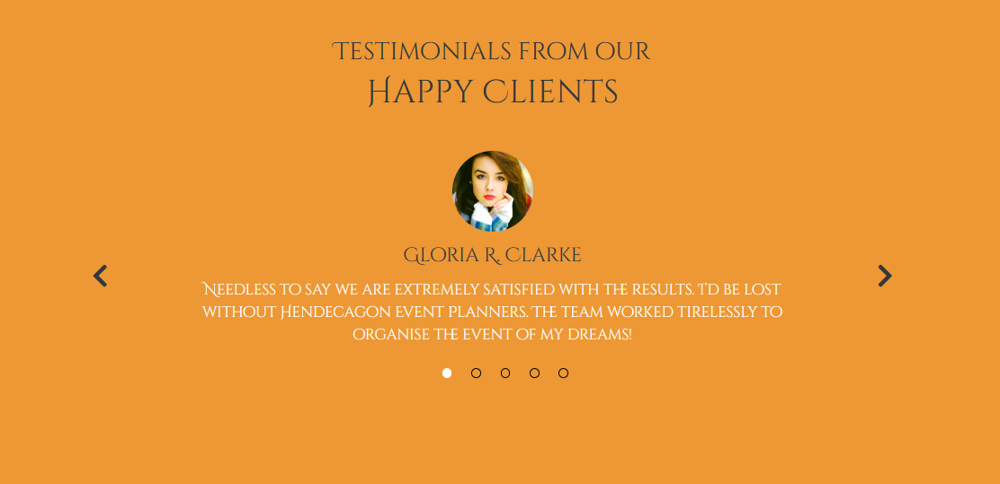 Testimonials from our
Happy Clients
Gloria R. Clarke
Needless to say we are extremely satisfied with the results. I'd be lost
without Hendecagon Event Planners. The team worked tirelessly to
organise the event of my dreams!